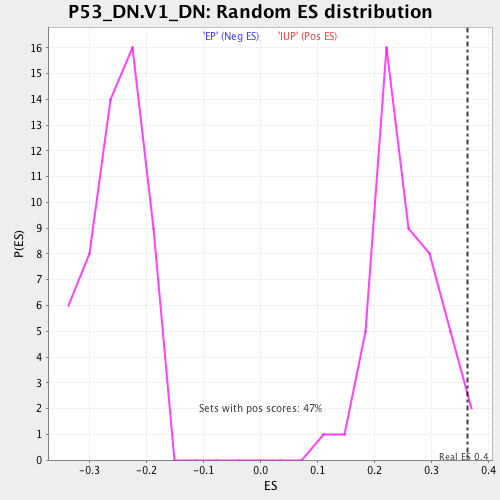 P53_DN.V1_DN: Random ES distribution
'EP' (Neg ES) 'IUP' (Pos ES)
16
15
14
13
12
11
10
9
8
7
6
5
4
3
2
1
0
P(ES)
Sets with pos scores: 47%
Real ES 0.4
-0.3 -0.2 -0.1 0.0 0.1 0.2 0.3 0.4
ES